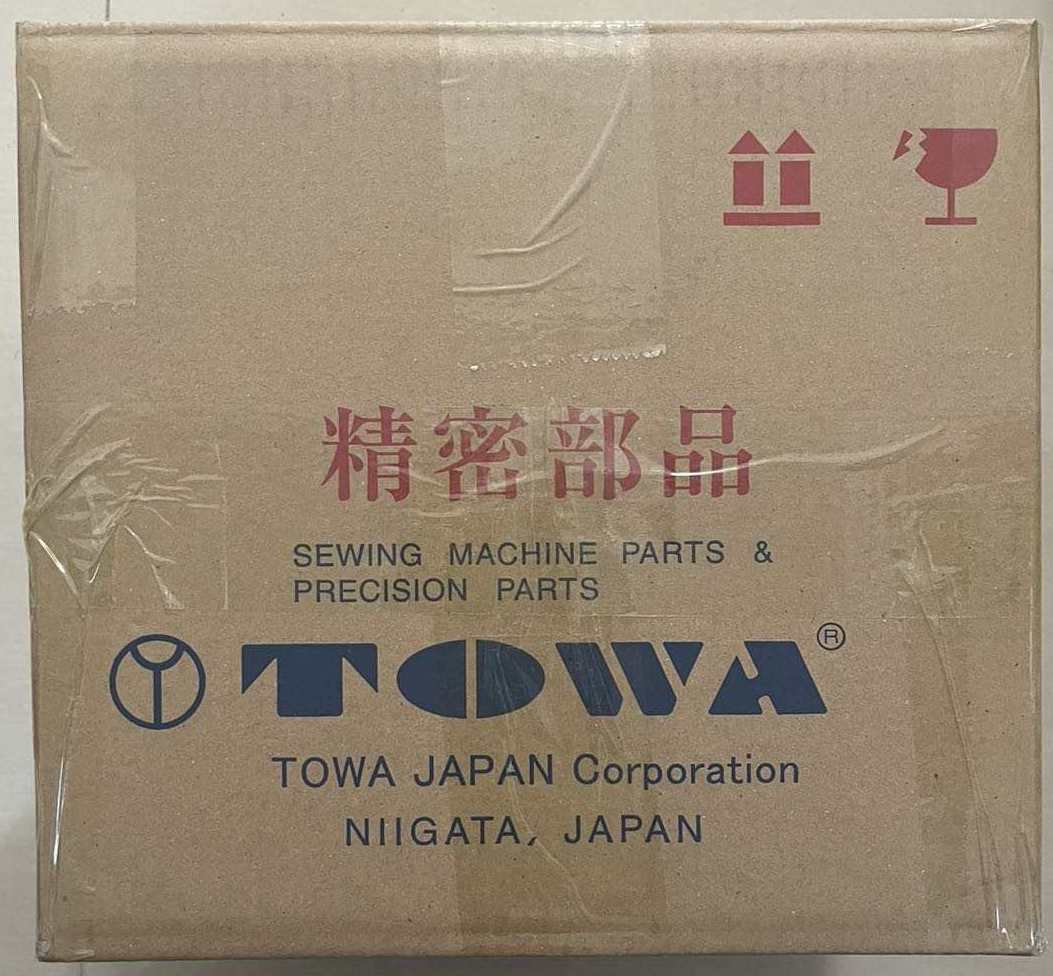 精密部品
SEWING MACHINE PARTS &
PRECISION PARTS
TOWA®
TOWA JAPAN Corporation
NIIGATA, JAPAN